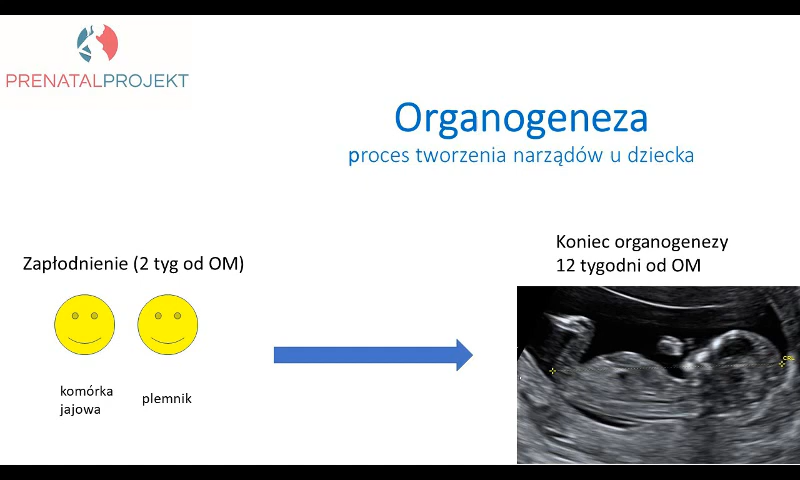 PRENATALPROJEKT
Organogeneza
proces tworzenia narządów u dziecka
Koniec organogenezy
12 tygodni od OM
Zapłodnienie (2 tyg od OM)
komórka
jajowa
plemnik
CRL